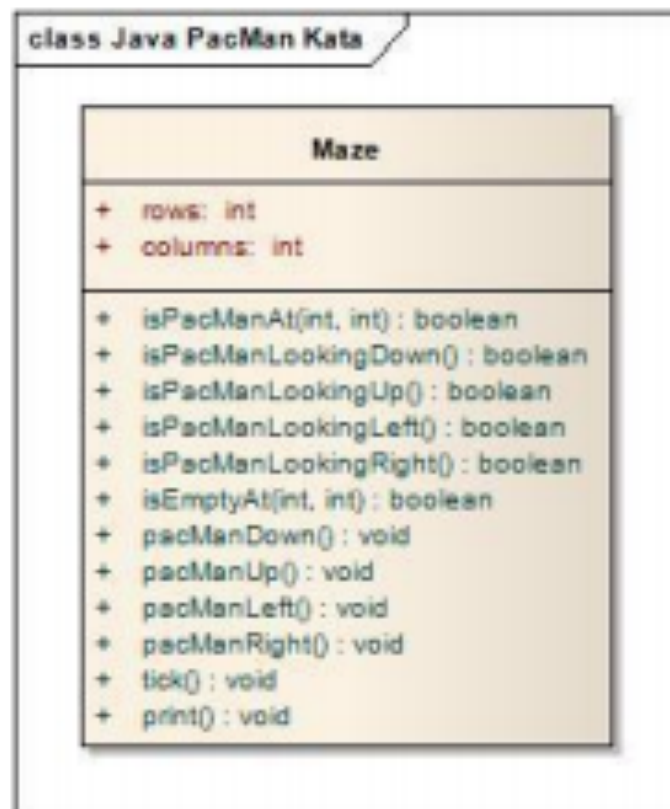 class Java PacMan Kata
Maze
+ rows: int
+ columns: int
+ isPacManAt(int, int) : boolean
+ isPacManLookingDown() : boolean
+ isPacManLookingUp() : boolean
+ isPacManLookingLeft() : boolean
+ isPacManLookingRight() : boolean
+ isEmptyAt(int, int) : boolean
+ pacManDown() : void
+ pacManUp() : void
+ pacManLeft() : void
+ pacManRight() : void
+ tick() : void
+ print() : void